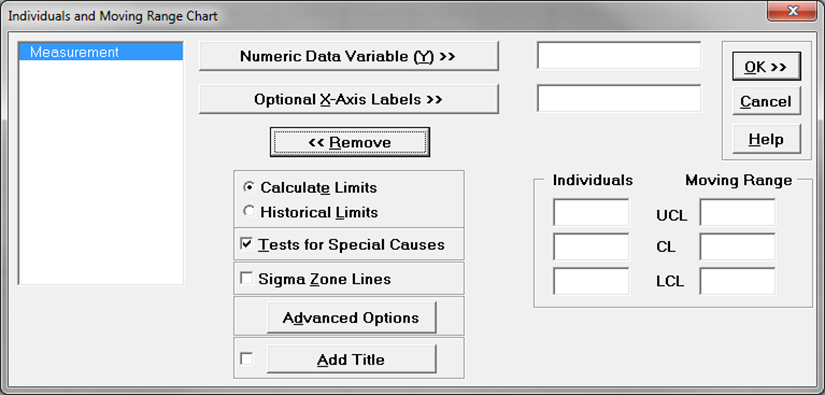 Individuals and Moving Range Chart
Measurement
Numeric Data Variable (Y) >>
Optional X-Axis Labels >>
<< Remove
Calculate Limits
Historical Limits
Tests for Special Causes
Sigma Zone Lines
Advanced Options
Add Title
OK >>
Cancel
Help
Individuals Moving Range
UCL
CL
LCL